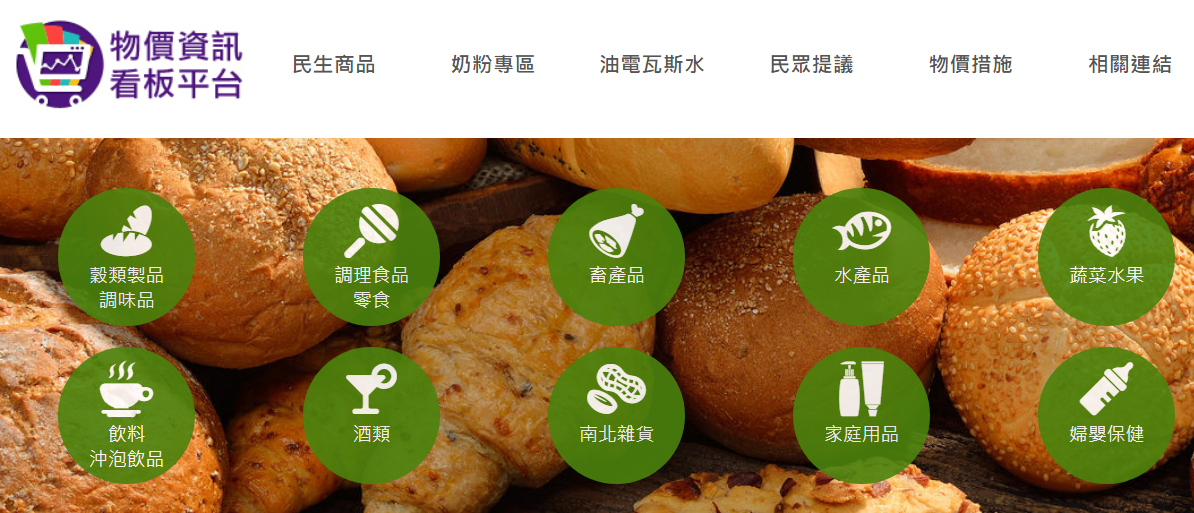 物價資訊
看板平台
民生商品
奶粉專區
油電瓦斯水
民眾提議
物價措施
相關連結
穀類製品
調味品
調理食品
零食
畜產品
水產品
蔬菜水果
飲料
沖泡飲品
酒類
南北雜貨
家庭用品
婦嬰保健